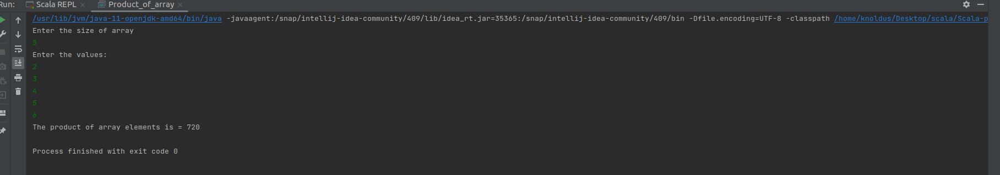 Run: Scala REPL Product_of_array
/usr/lib/jvm/java-11-openjdk-amd64/bin/java -javaagent:/snap/intellij-idea-community/409/lib/idea_rt.jar=35365:/snap/intellij-idea-community/409/bin -Dfile.encoding=UTF-8 -classpath /home/knoldus/Desktop/scala/Scala-p
Enter the size of array
5
Enter the values:
2
3
4
5
6
The product of array elements is = 720
Process finished with exit code 0